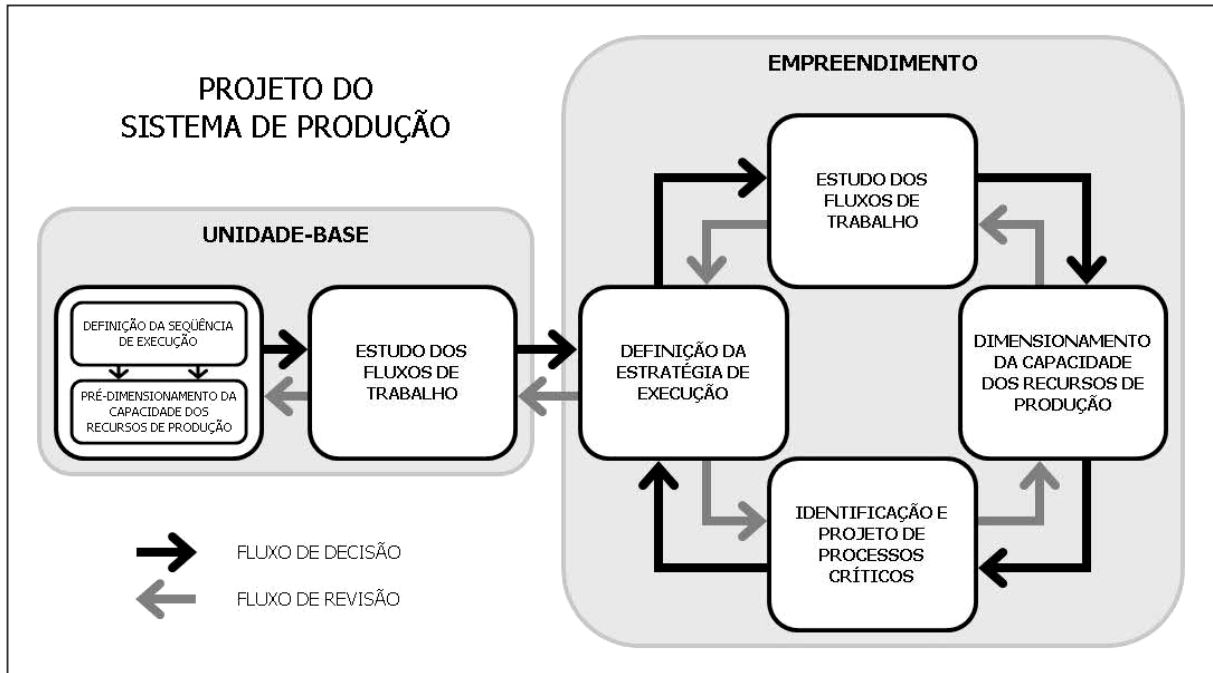 PROJETO DO
SISTEMA DE PRODUÇÃO
UNIDADE-BASE
DEFINIÇÃO DA SEQÜÊNCIA
DE EXECUÇÃO
PRÉ-DIMENSIONAMENTO DA
CAPACIDADE DOS
RECURSOS DE PRODUÇÃO
ESTUDO DOS
FLUXOS DE
TRABALHO
EMPREENDIMENTO
ESTUDO DOS
FLUXOS DE
TRABALHO
DEFINIÇÃO DA
ESTRATÉGIA DE
EXECUÇÃO
DIMENSIONAMENTO
DA CAPACIDADE
DOS RECURSOS DE
PRODUÇÃO
IDENTIFICAÇÃO E
PROJETO DE
PROCESSOS
CRÍTICOS
FLUXO DE DECISÃO
FLUXO DE REVISÃO